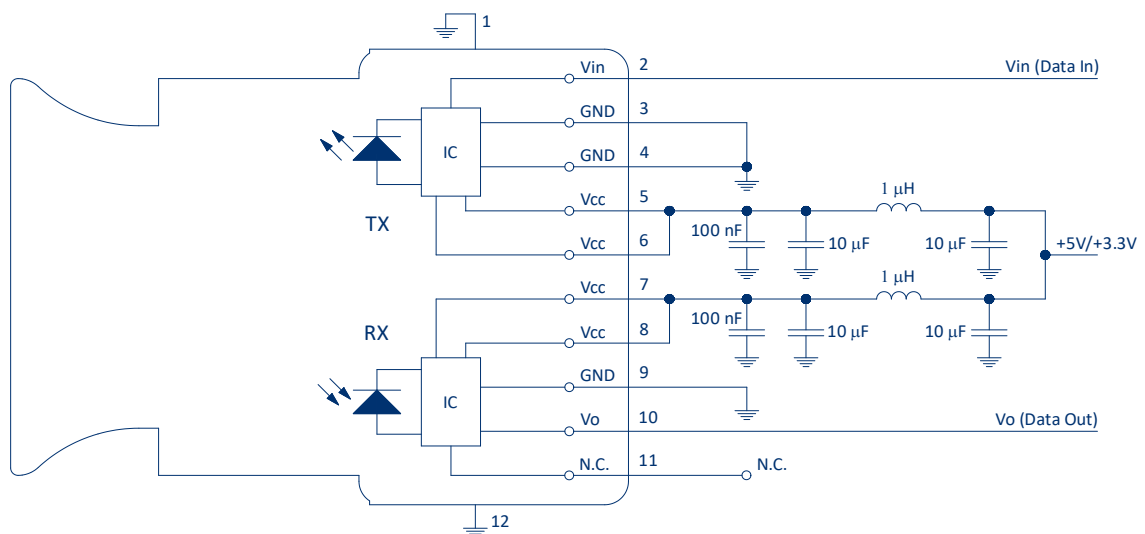 1
Vin 2 Vin (Data In)
GND 3
IC
GND 4
Vcc 5 1 μH
TX
100 nF 10 μF 10 μF
Vcc 6 +5V/+3.3V
1 μH
Vcc 7
RX
100 nF 10 μF 10 μF
Vcc 8
GND 9
IC
Vo 10 Vo (Data Out)
N.C. 11 N.C.
12